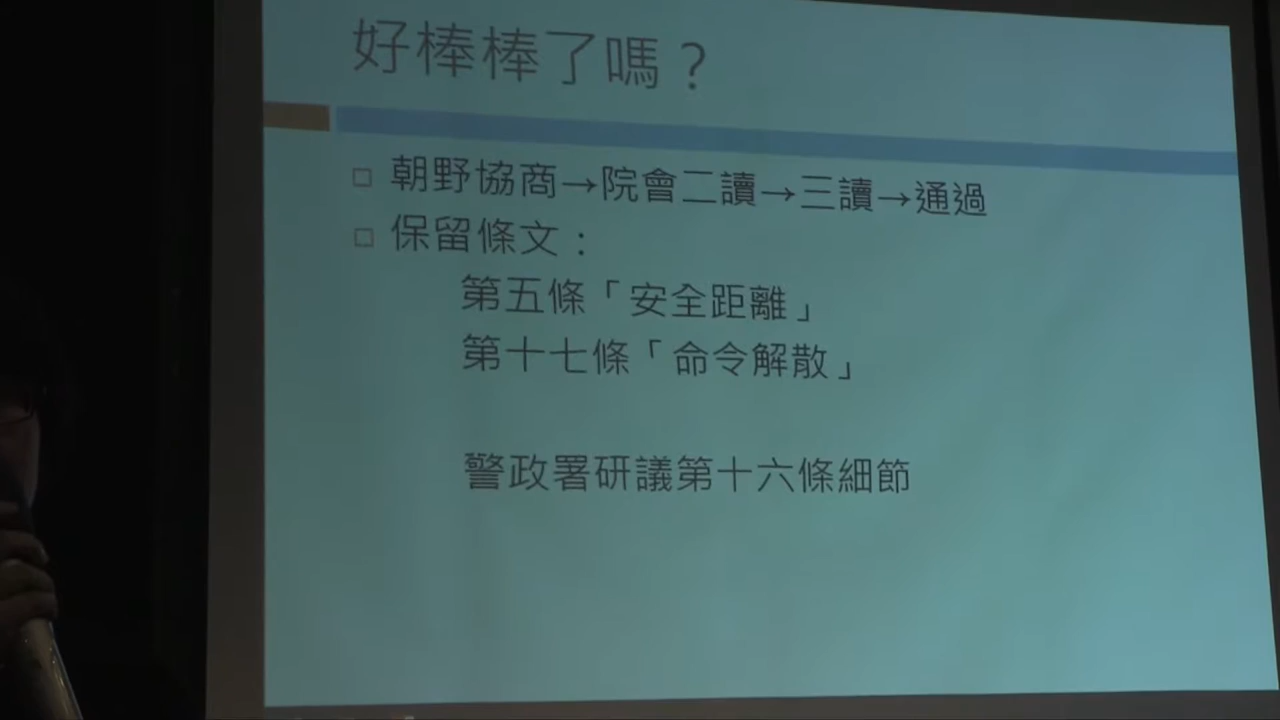 好棒棒了嗎？
朝野協商→院會二讀→三讀→通過
保留條文：
第五條「安全距離」
第十七條「命令解散」
警政署研議第十六條細節